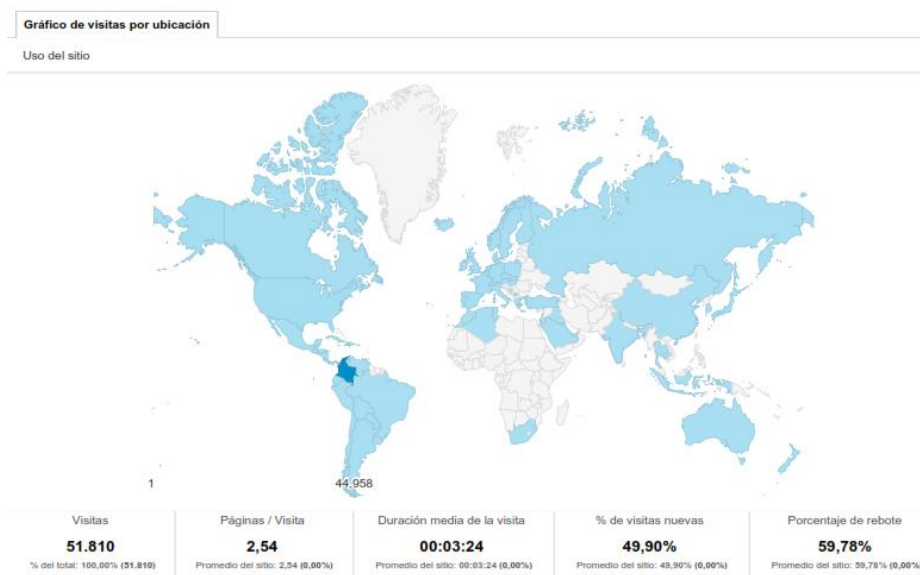 Gráfico de visitas por ubicación
Uso del sitio
1 44.958
Visitas Páginas / Visita Duración media de la visita % de visitas nuevas Porcentaje de rebote
51.810 2,54 00:03:24 49,90% 59,78%
% del total: 100,00% (51.810) Promedio del sitio: 2,54 (0,00%) Promedio del sitio: 00:03:24 (0,00%) Promedio del sitio: 49,90% (0,00%) Promedio del sitio: 59,78% (0,00%